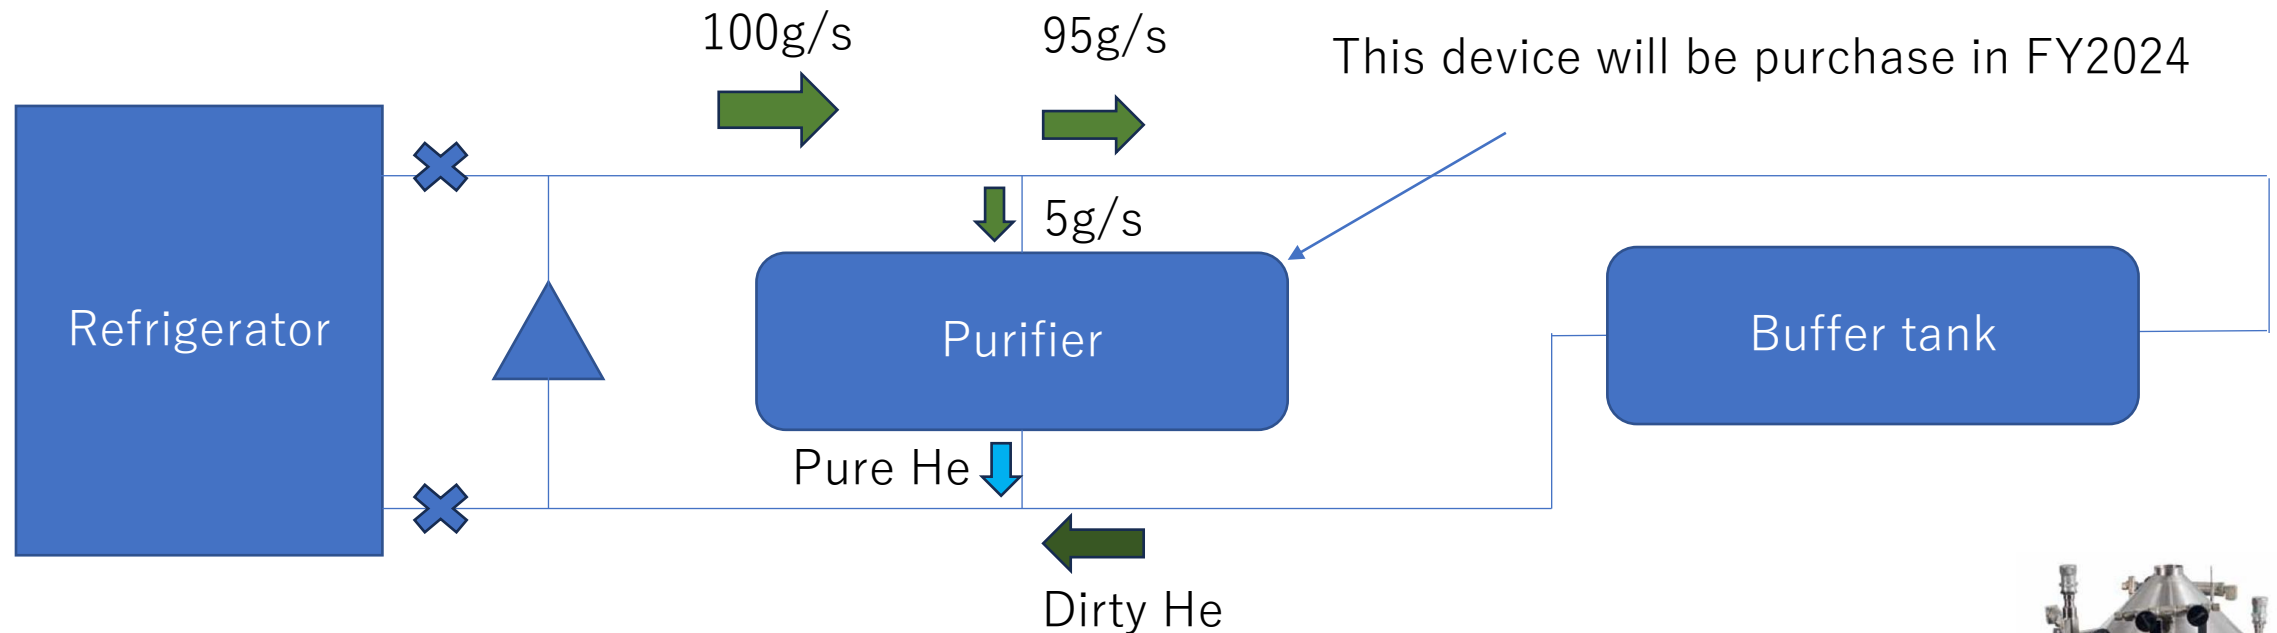 100g/s
95g/s
This device will be purchase in FY2024
5g/s
Refrigerator
Purifier
Buffer tank
Pure He
Dirty He